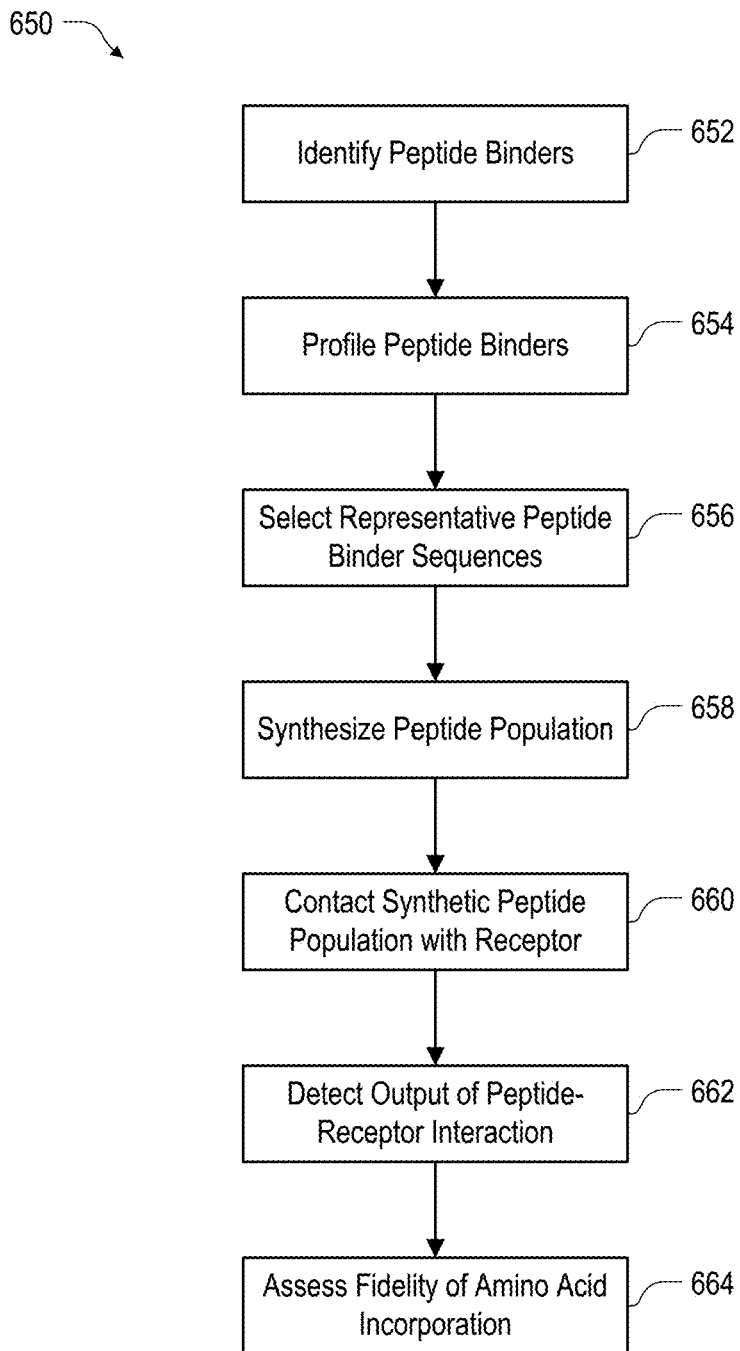 650
Identify Peptide Binders
652
Profile Peptide Binders
654
Select Representative Peptide
Binder Sequences
656
Synthesize Peptide Population
658
Contact Synthetic Peptide
Population with Receptor
660
Detect Output of Peptide-
Receptor Interaction
662
Assess Fidelity of Amino Acid
Incorporation
664